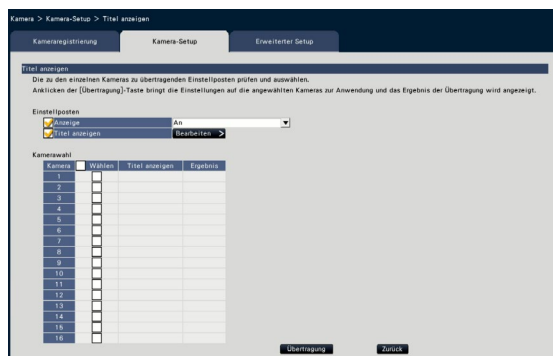 Kamera > Kamera-Setup > Titel anzeigen
Kameraregistrierung Kamera-Setup Erweiterter Setup
Titel anzeigen
Die zu den einzelnen Kameras zu übertragenden Einstellposten prüfen und auswählen.
Anklicken der [Übertragung]-Taste bringt die Einstellungen auf die angewählten Kameras zur Anwendung und das Ergebnis der Übertragung wird angezeigt.
Einstellposten
Anzeige An
Titel anzeigen Bearbeiten >
Kamerawahl
Kamera Wählen Titel anzeigen Ergebnis
1
2
3
4
5
6
7
8
9
10
11
12
13
14
15
16
Übertragung Zurück